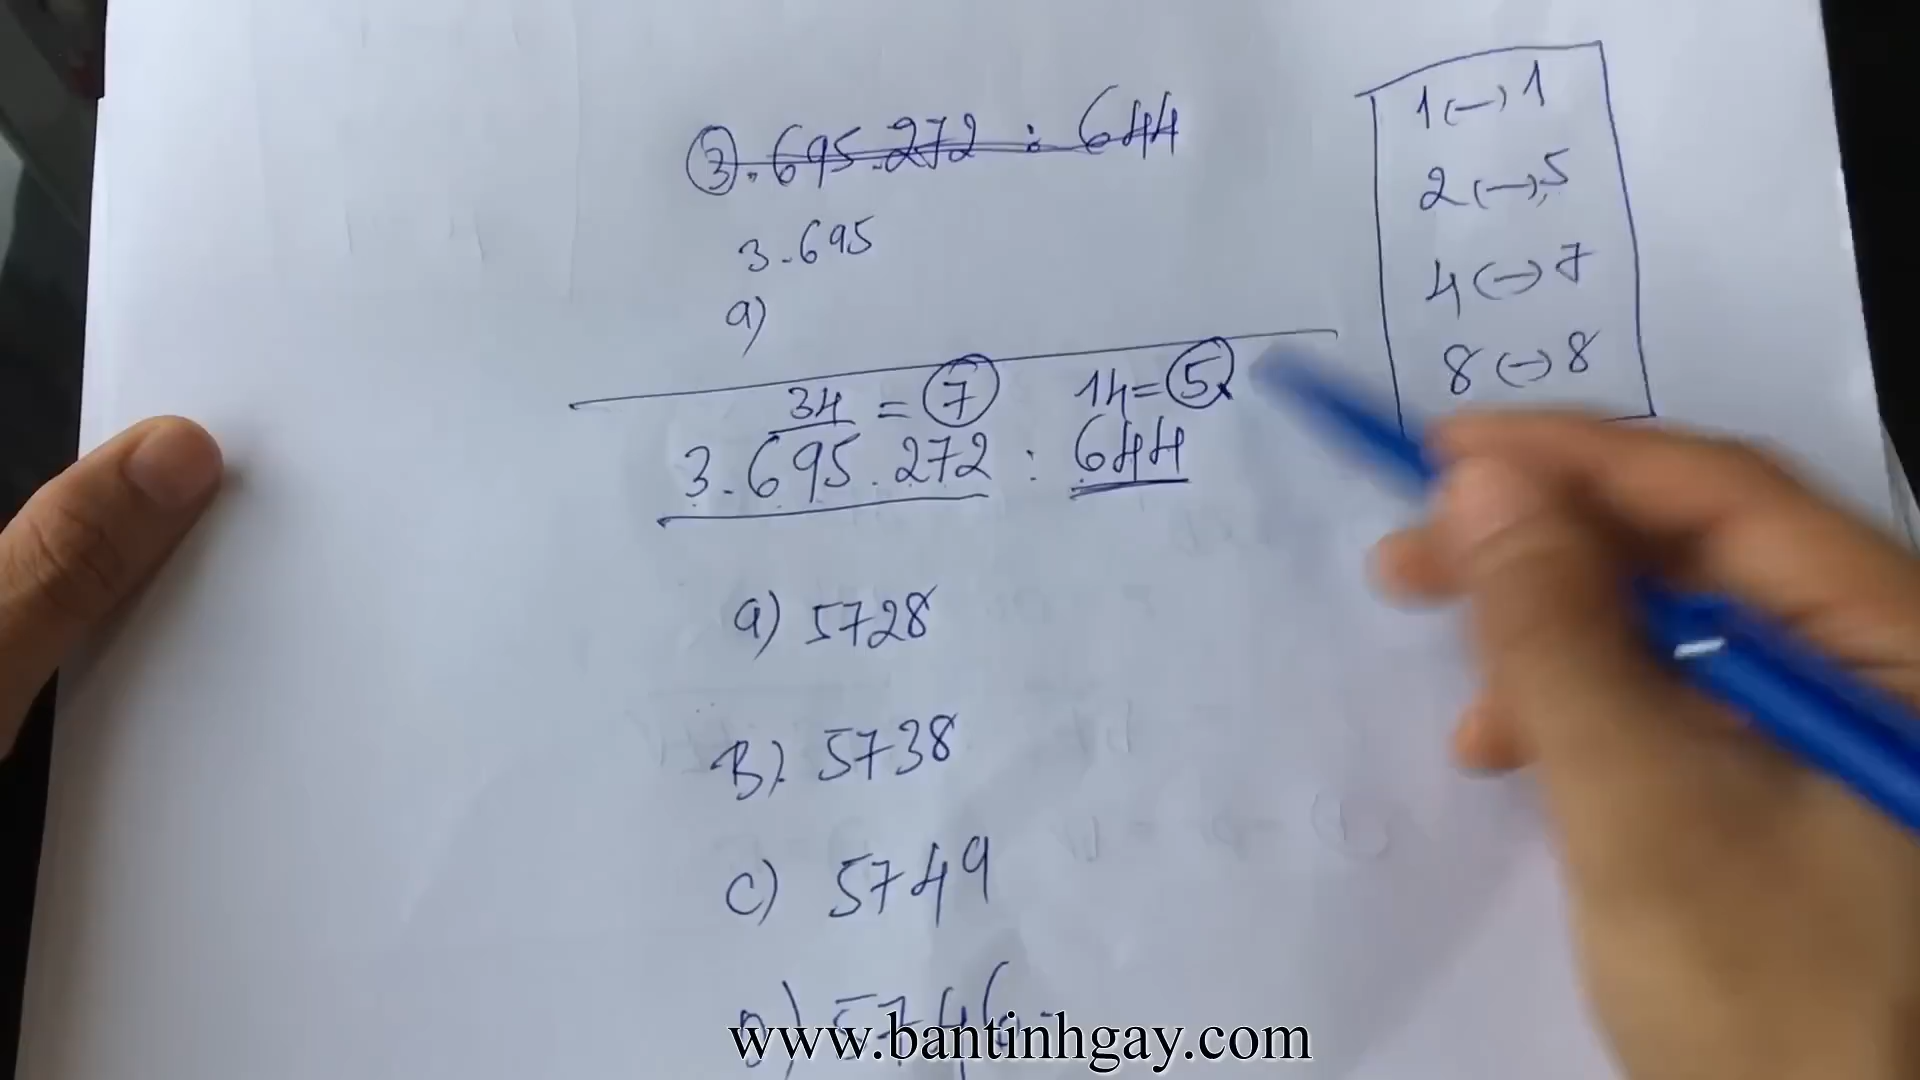 3.695.272 : 644
3.695
a)
1 (-) 1
2 (-) 5
4 (-) 7
8 (-) 8
34 = 7 14 = 5
3.695.272 : 644
a) 5728
B) 5738
C) 5749
D) 5746
www.bantinhgay.com